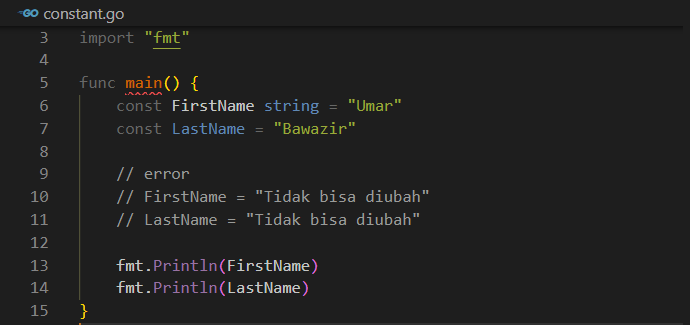 GO constant.go
3 import "fmt"
4
5 func main() {
6 const FirstName string = "Umar"
7 const LastName = "Bawazir"
8
9 // error
10 // FirstName = "Tidak bisa diubah"
11 // LastName = "Tidak bisa diubah"
12
13 fmt.Println(FirstName)
14 fmt.Println(LastName)
15 }